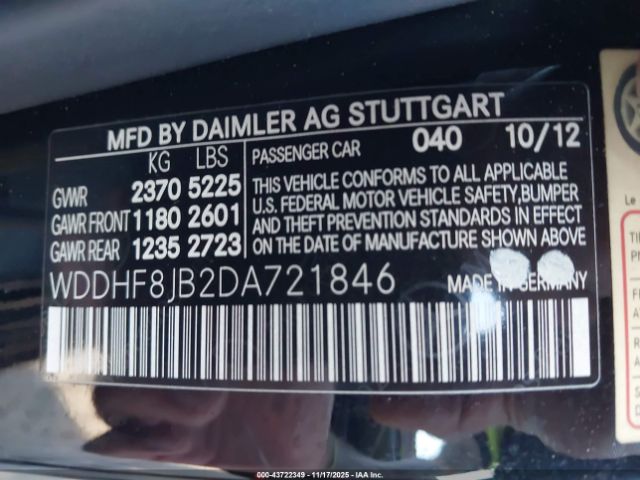 MFD BY DAIMLER AG STUTTGART
KG LBS
GVWR 2370 5225
GAWR FRONT 1180 2601
GAWR REAR 1235 2723
PASSENGER CAR 040 10/12
THIS VEHICLE CONFORMS TO ALL APPLICABLE
U.S. FEDERAL MOTOR VEHICLE SAFETY,BUMPER
AND THEFT PREVENTION STANDARDS IN EFFECT
ON THE DATE OF MANUFACTURE SHOWN ABOVE
WDDHF8JB2DA721846
MADE IN GERMANY
Le
000-43722349 - 11/17/2025 - IAA Inc.